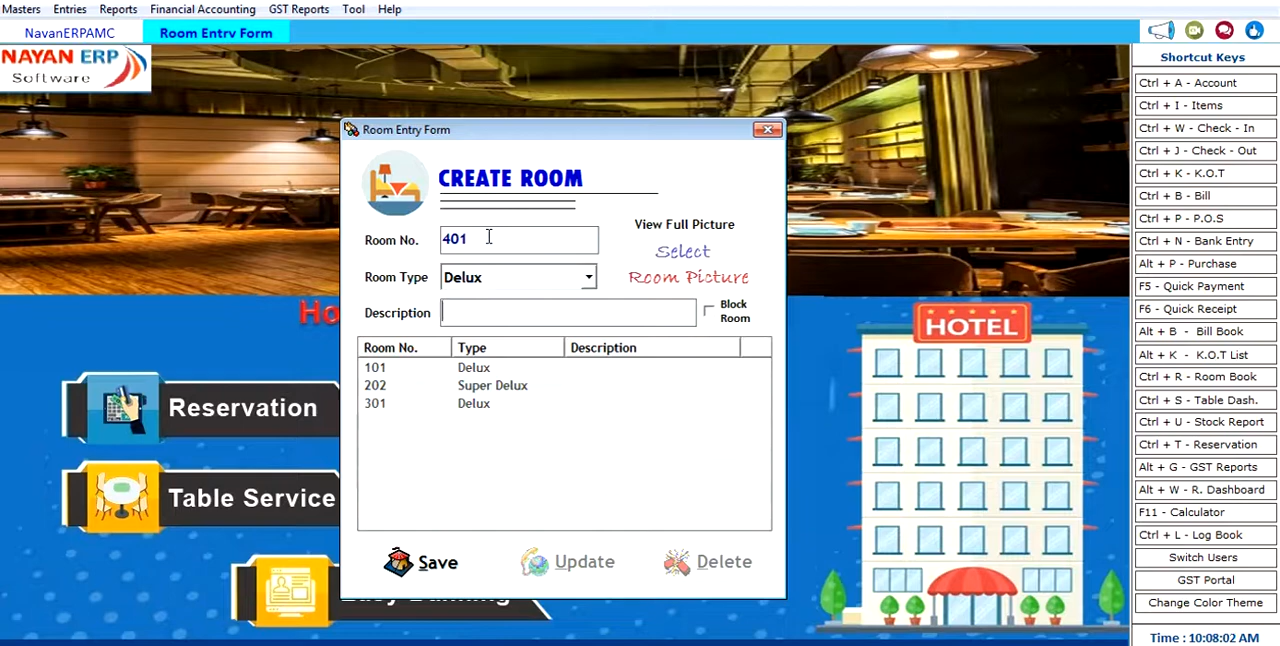 Masters Entries Reports Financial Accounting GST Reports Tool Help
NavanERPAMC Room Entry Form
NAYAN ERP
Software
Shortcut Keys
Ctrl + A - Account
Ctrl + I - Items
Ctrl + W - Check - In
Ctrl + J - Check - Out
Ctrl + K - K.O.T
Ctrl + B - Bill
Ctrl + P - P.O.S
Ctrl + N - Bank Entry
Alt + P - Purchase
F5 - Quick Payment
F6 - Quick Receipt
Alt + B - Bill Book
Alt + K - K.O.T List
Ctrl + R - Room Book
Ctrl + S - Table Dash.
Ctrl + U - Stock Report
Ctrl + T - Reservation
Alt + G - GST Reports
Alt + W - R. Dashboard
F11 - Calculator
Ctrl + L - Log Book
Switch Users
GST Portal
Change Color Theme
Time : 10:08:02 AM
Room Entry Form
CREATE ROOM
Room No. 401
Room Type Delux
Description
View Full Picture
Select
Room Picture
Block
Room
Room No. Type Description
101 Delux
202 Super Delux
301 Delux
Save Update Delete
Reservation
Table Service
HOTEL